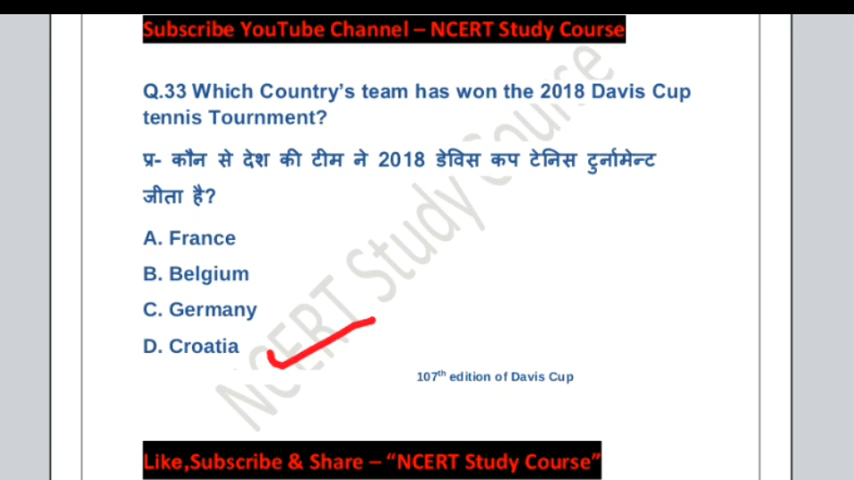 Subscribe YouTube Channel – NCERT Study Course
Q.33 Which Country's team has won the 2018 Davis Cup
tennis Tournment?
प्र- कौन से देश की टीम ने 2018 डेविस कप टेनिस टुर्नामेन्ट
जीता है?
A. France
B. Belgium
C. Germany
D. Croatia
107th edition of Davis Cup
NCERT Study Course
Like,Subscribe & Share – “NCERT Study Course”